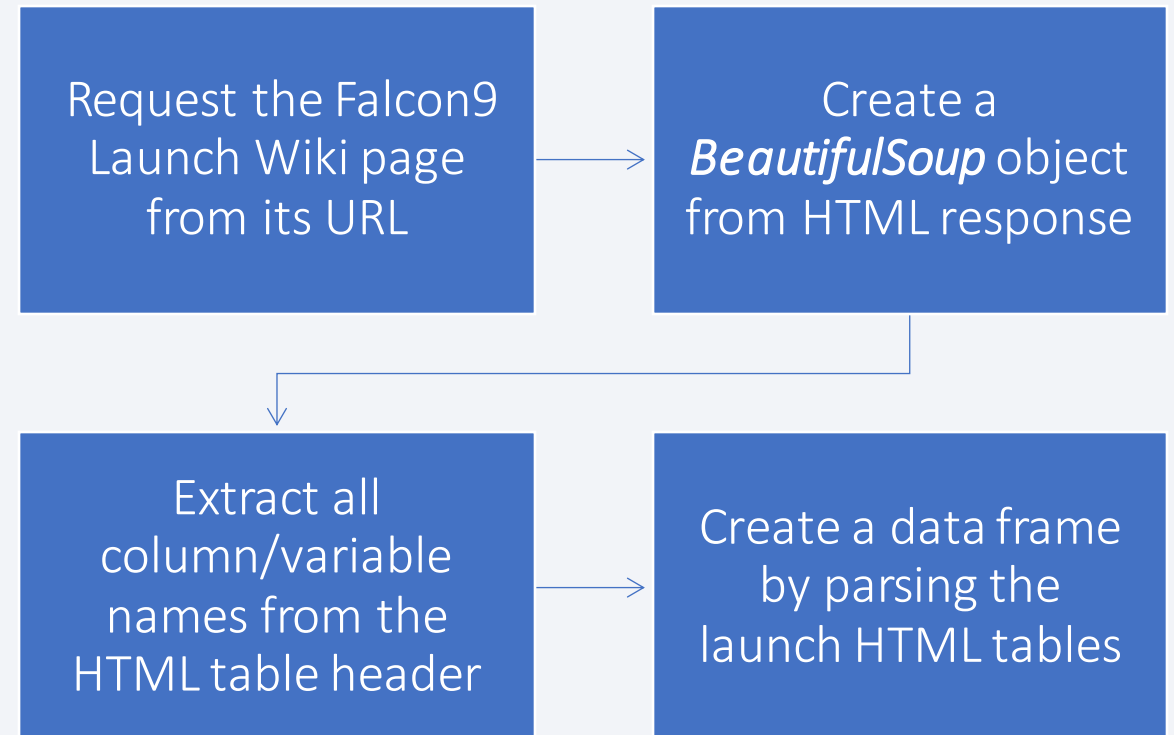 Request the Falcon9
Launch Wiki page
from its URL
Create a
BeautifulSoup object
from HTML response
Extract all
column/variable
names from the
HTML table header
Create a data frame
by parsing the
launch HTML tables